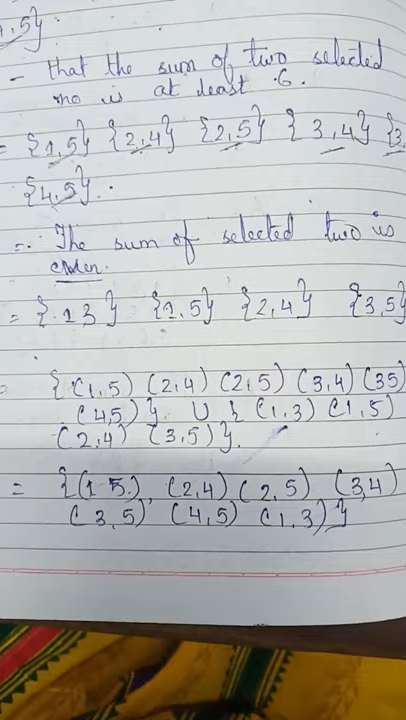 1,5}
- that the sum of two selected
no is at least 6.
= {1,5} {2,4} {2,5} {3,4} {3,
{4,5}.
=. The sum of selected two is
even.
= {.13} {1.5} {2,4} {3,5}
= {(1,5) (2,4) (2,5) (3,4) (35)
(4,5)}. U {(1,3) (1,5)
(2,4) (3,5)}.
= {(1 5.), (2,4) (2,5) (3,4)
(3,5) (4,5) (1,3)}